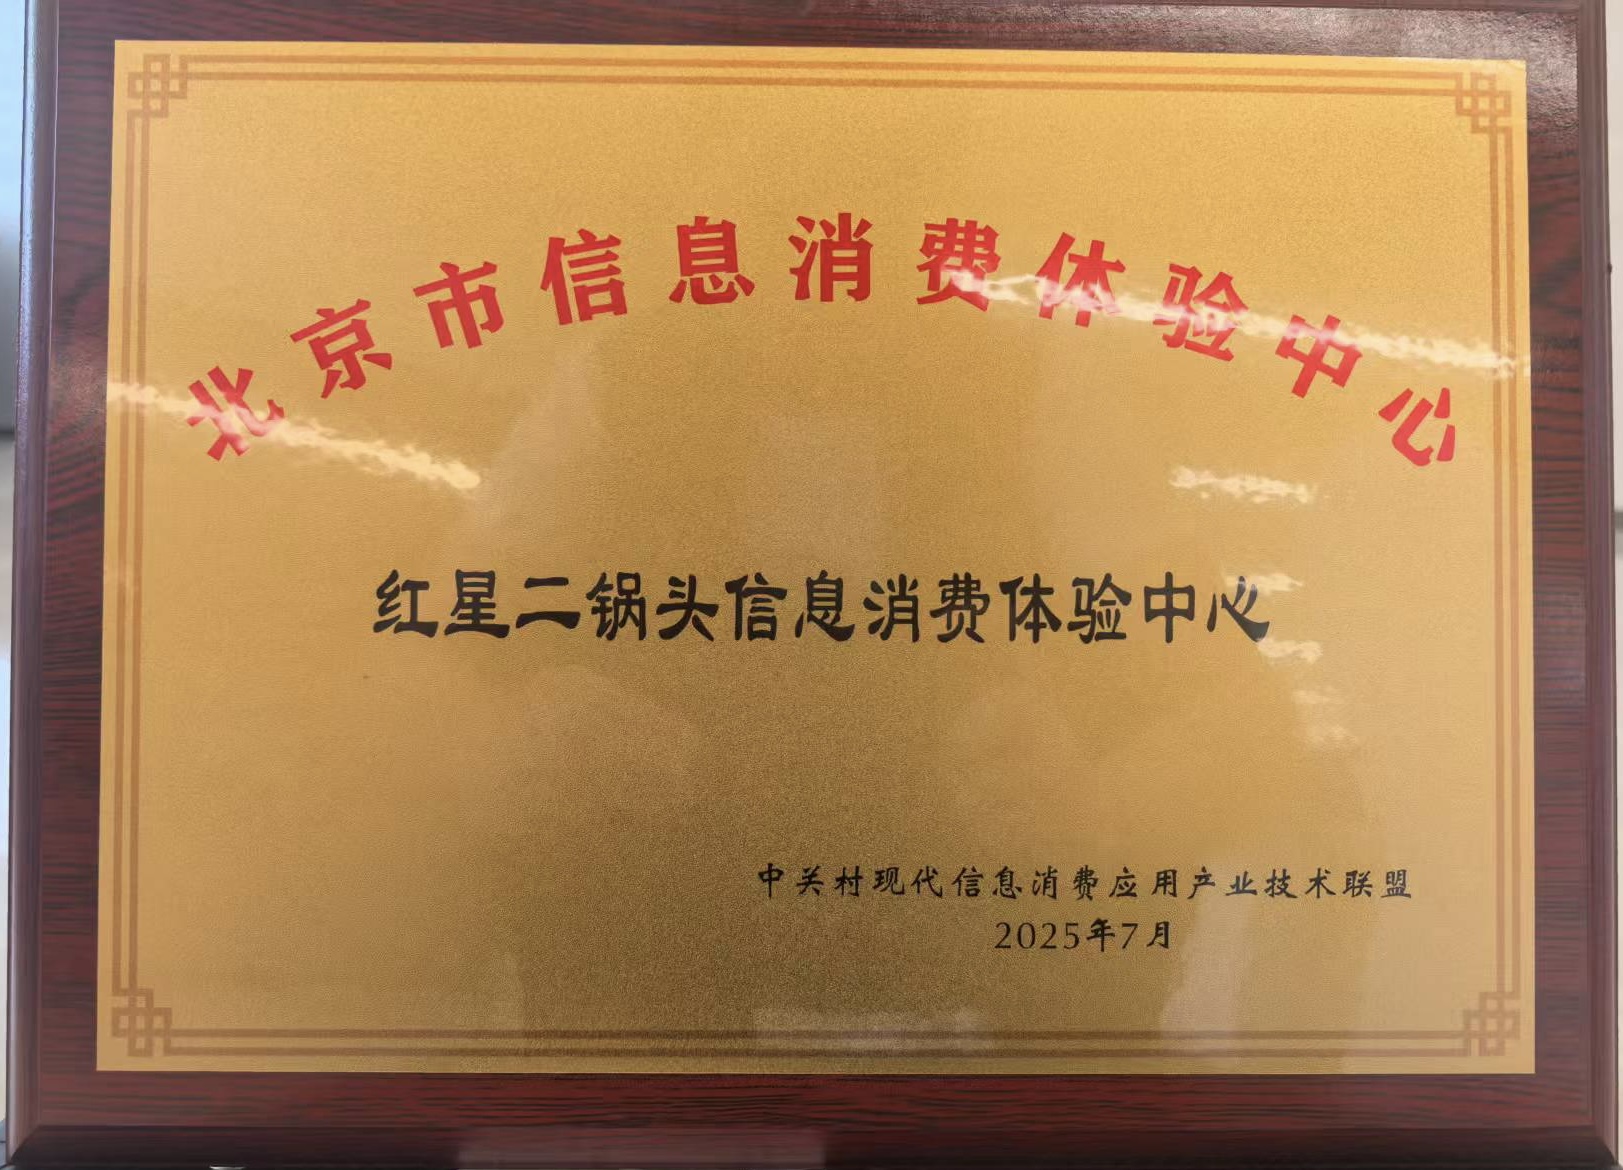 北京市信息消费体验中心
红星二锅头信息消费体验中心
中关村现代信息消费应用产业技术联盟
2025年7月